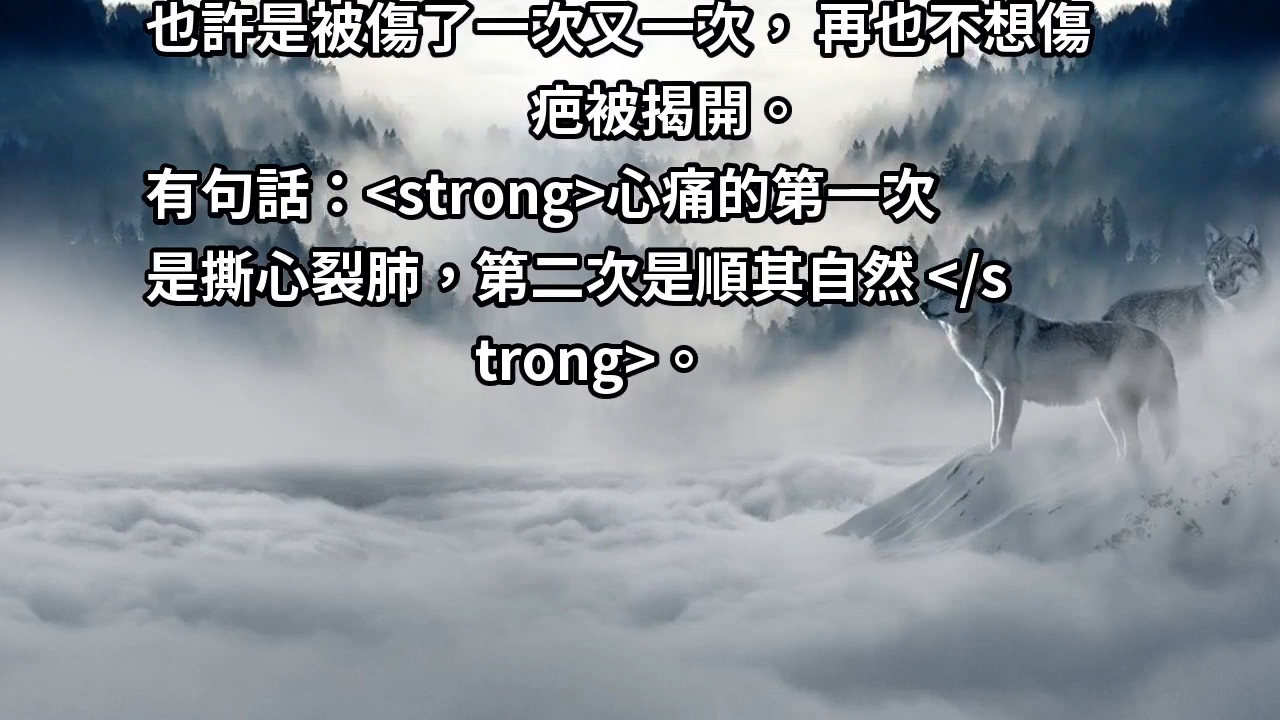 也許是被傷了一次又一次， 再也不想傷
疤被揭開。
有句話：<strong>心痛的第一次
是撕心裂肺，第二次是順其自然 </s
trong>。